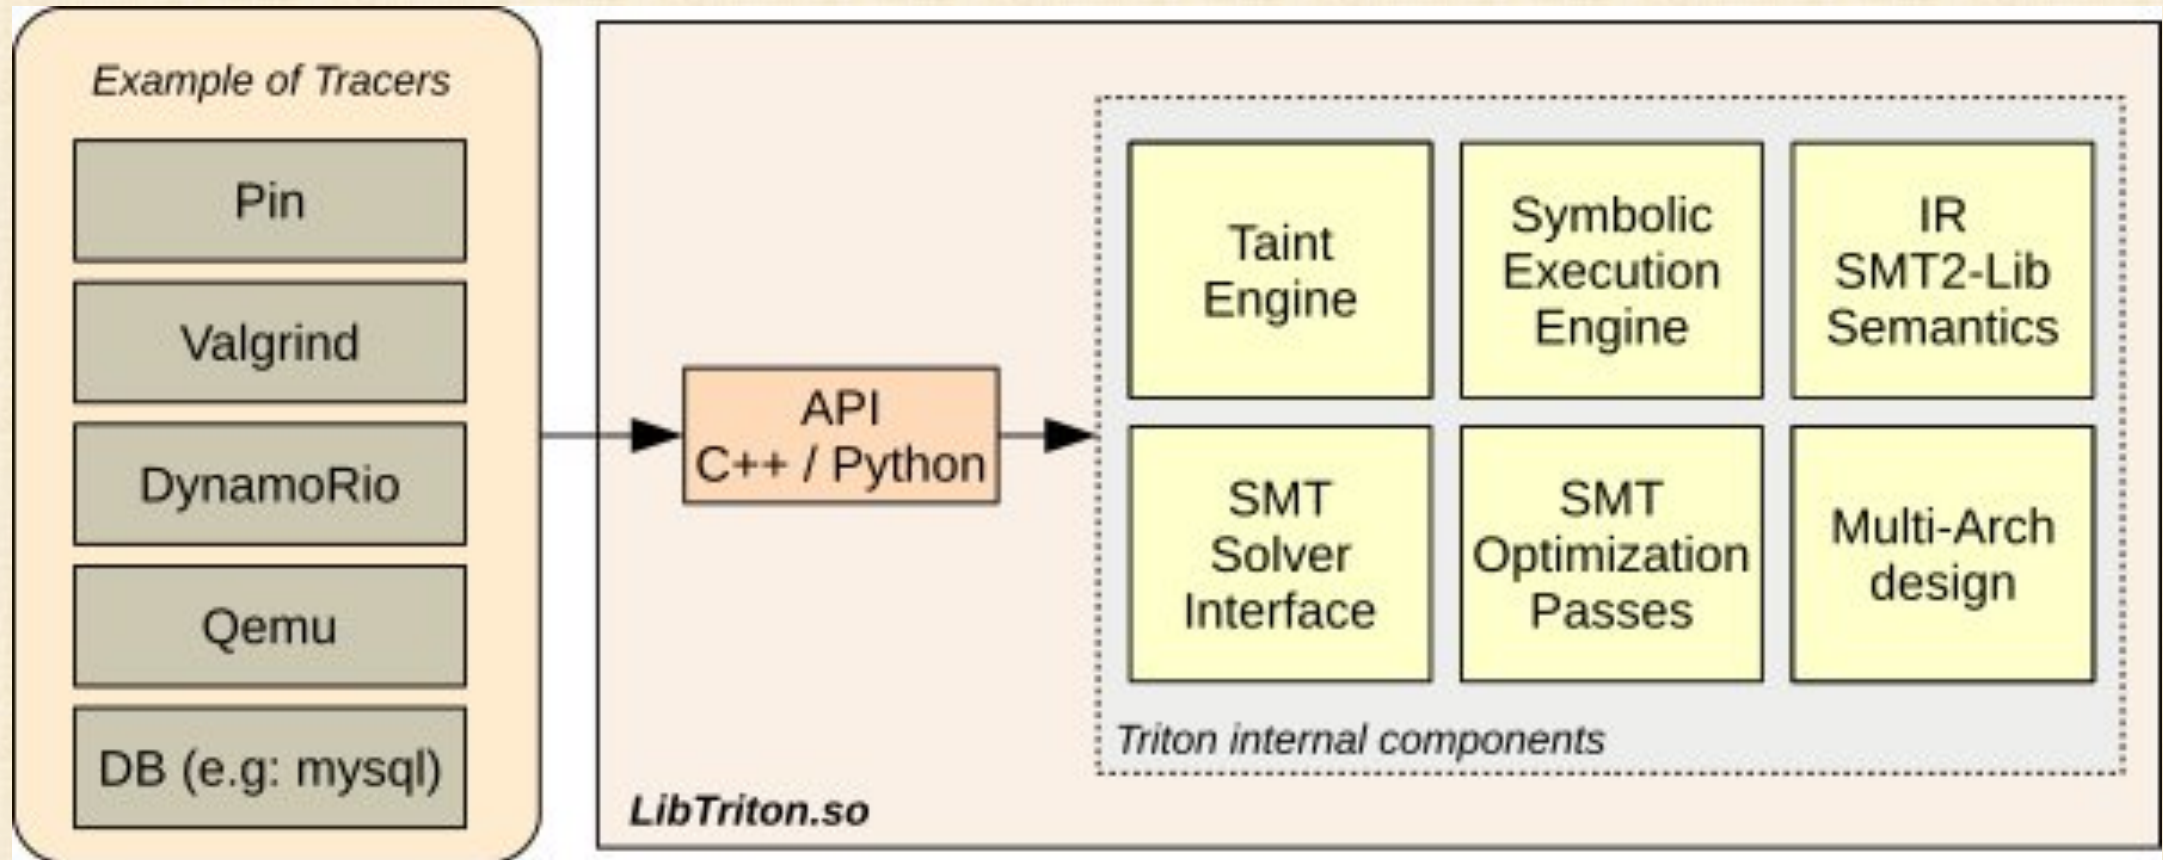 Example of Tracers
Pin
Valgrind
DynamoRio
Qemu
DB (e.g: mysql)
API
C++ / Python
Taint
Engine
Symbolic
Execution
Engine
IR
SMT2-Lib
Semantics
SMT
Solver
Interface
SMT
Optimization
Passes
Multi-Arch
design
Triton internal components
LibTriton.so